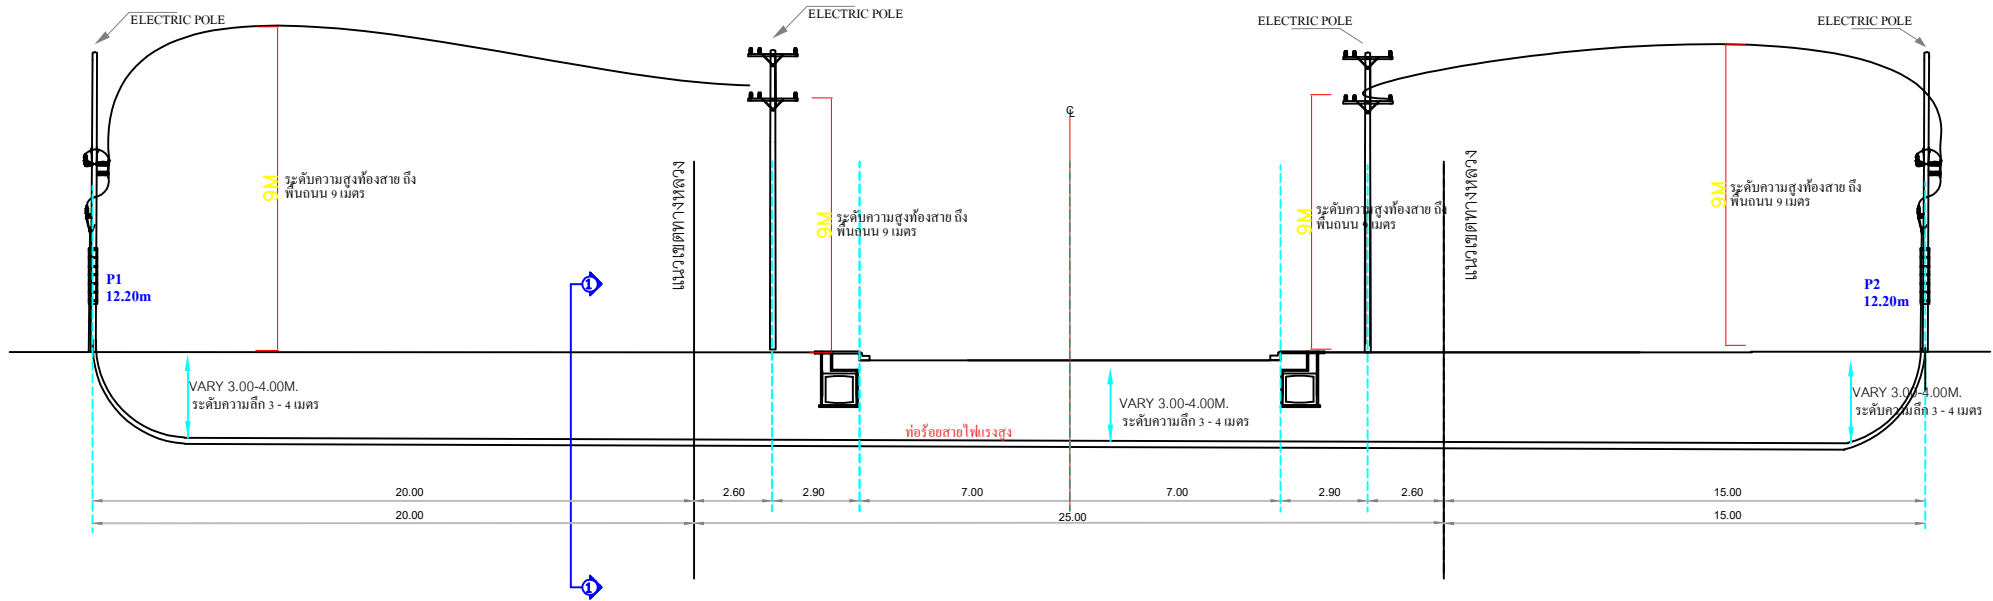 ELECTRIC POLE
ELECTRIC POLE
ELECTRIC POLE
ELECTRIC POLE
℄
9M
ระดับความสูงท้องสาย ถึง
พื้นถนน 9 เมตร
แนวเขตทางหลวง
9M
ระดับความสูงท้องสาย ถึง
พื้นถนน 9 เมตร
9M
ระดับความสูงท้องสาย ถึง
พื้นถนน 9 เมตร
แนวเขตทางหลวง
9M
ระดับความสูงท้องสาย ถึง
พื้นถนน 9 เมตร
P1
12.20m
1
P2
12.20m
VARY 3.00-4.00M.
ระดับความลึก 3 - 4 เมตร
VARY 3.00-4.00M.
ระดับความลึก 3 - 4 เมตร
VARY 3.00-4.00M.
ระดับความลึก 3 - 4 เมตร
ท่อร้อยสายไฟแรงสูง
20.00 2.60 2.90 7.00 7.00 2.90 2.60 15.00
20.00 25.00 15.00
1